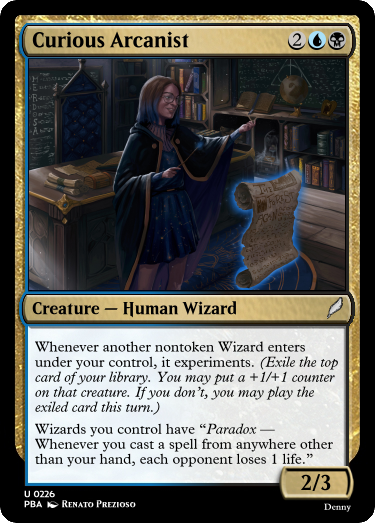 Curious Arcanist 2
Creature — Human Wizard
Whenever another nontoken Wizard enters
under your control, it experiments. (Exile the top
card of your library. You may put a +1/+1 counter
on that creature. If you don't, you may play the
exiled card this turn.)
Wizards you control have “Paradox —
Whenever you cast a spell from anywhere other
than your hand, each opponent loses 1 life.”
2/3
U 0226
PBA Renato Prezioso
Denny